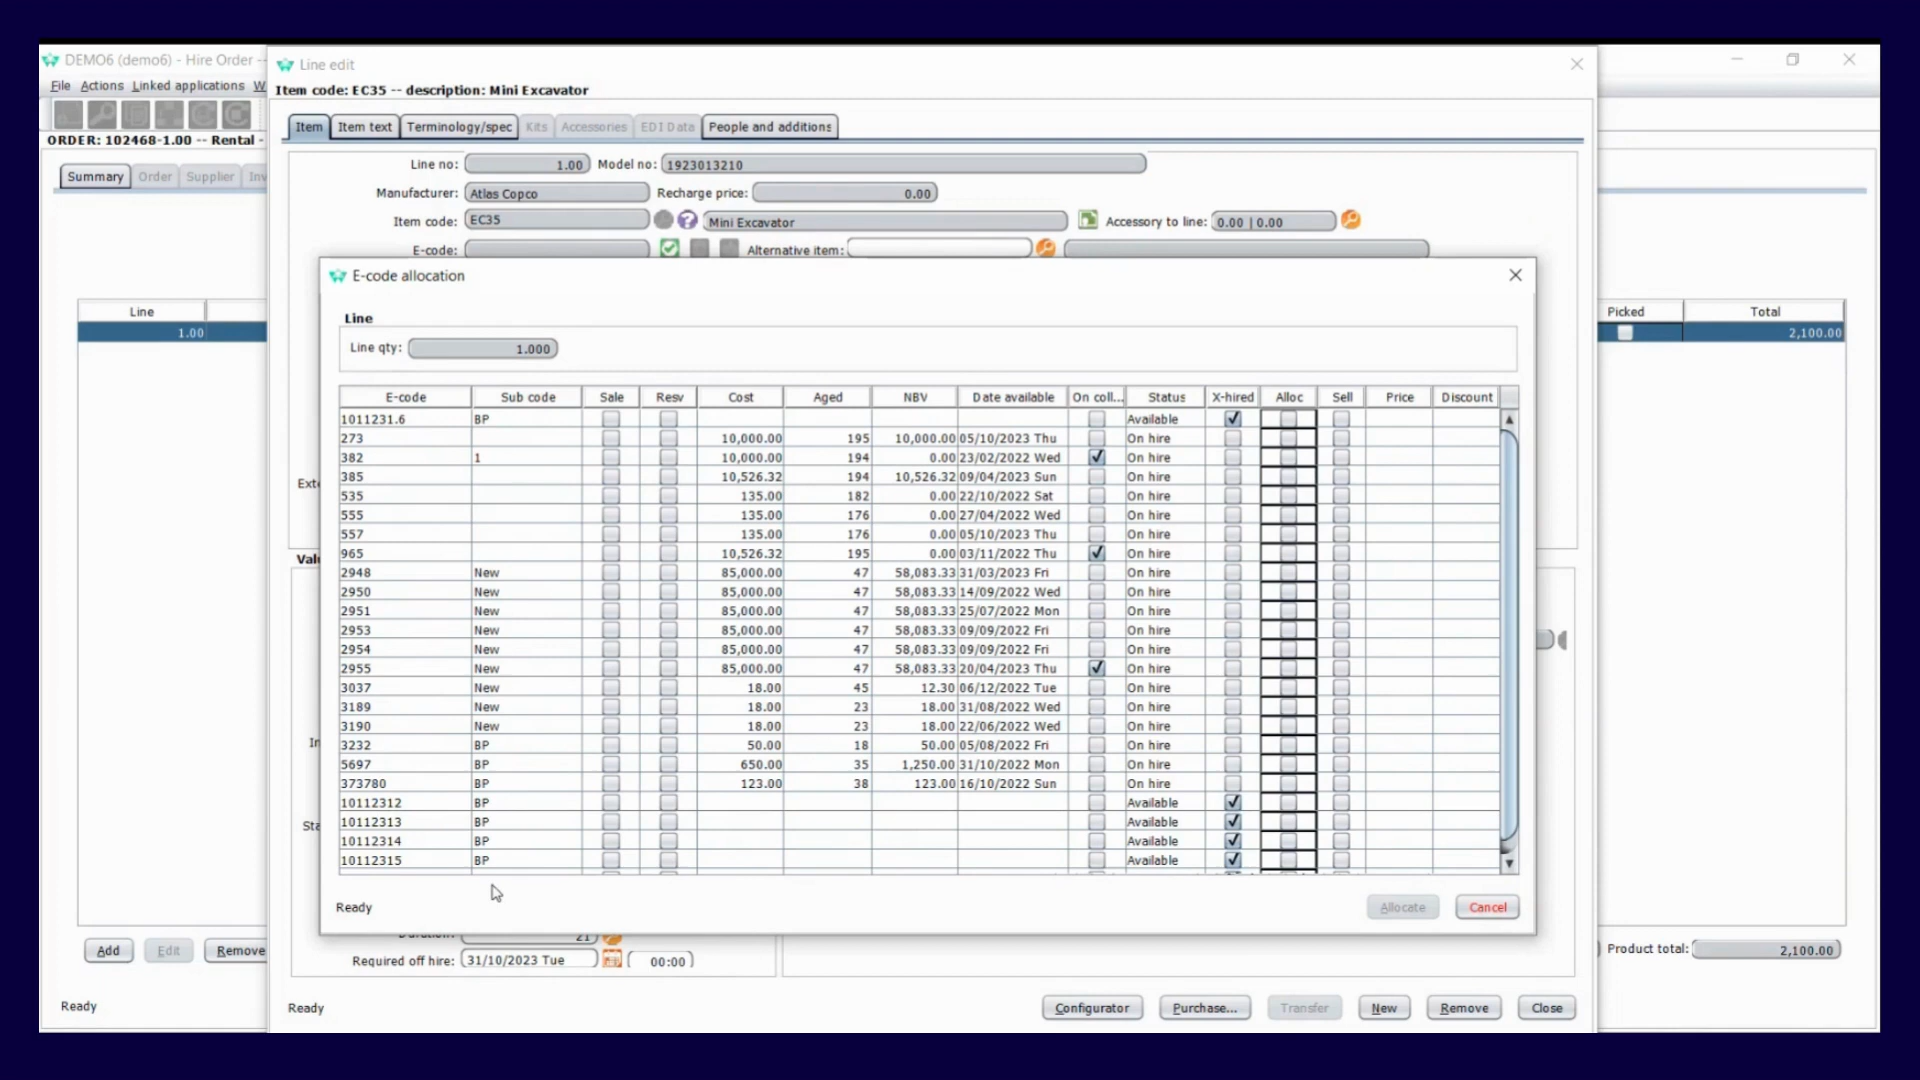 DEMO6 (demo6) - Hire Order --
File Actions Linked applications W
ORDER: 102468-1.00 -- Rental -
Summary Order Supplier Inv
Line
1.00
Add Edit Remove
Ready
Line edit
Item code: EC35 -- description: Mini Excavator
Item Item text Terminology/spec Kits Accessories EDI Data People and additions
Line no: 1.00 Model no: 1923013210
Manufacturer: Atlas Copco Recharge price: 0.00
Item code: EC35 Mini Excavator Accessory to line: 0.00 | 0.00
E-code: Alternative item:
E-code allocation
Line
Line qty: 1.000
E-code Sub code Sale Resv Cost Aged NBV Date available On coll... Status X-hired Alloc Sell Price Discount
1011231.6 BP Available
273 10,000.00 195 10,000.00 05/10/2023 Thu On hire
382 1 10,000.00 194 0.00 23/02/2022 Wed On hire
385 10,526.32 194 10,526.32 09/04/2023 Sun On hire
535 135.00 182 0.00 22/10/2022 Sat On hire
555 135.00 176 0.00 27/04/2022 Wed On hire
557 135.00 176 0.00 05/10/2023 Thu On hire
965 10,526.32 195 0.00 03/11/2022 Thu On hire
2948 New 85,000.00 47 58,083.33 31/03/2023 Fri On hire
2950 New 85,000.00 47 58,083.33 14/09/2022 Wed On hire
2951 New 85,000.00 47 58,083.33 25/07/2022 Mon On hire
2953 New 85,000.00 47 58,083.33 09/09/2022 Fri On hire
2954 New 85,000.00 47 58,083.33 09/09/2022 Fri On hire
2955 New 85,000.00 47 58,083.33 20/04/2023 Thu On hire
3037 New 18.00 45 12.30 06/12/2022 Tue On hire
3189 New 18.00 23 18.00 31/08/2022 Wed On hire
3190 New 18.00 23 18.00 22/06/2022 Wed On hire
3232 BP 50.00 18 50.00 05/08/2022 Fri On hire
5697 BP 650.00 35 1,250.00 31/10/2022 Mon On hire
373780 BP 123.00 38 123.00 16/10/2022 Sun On hire
10112312 BP Available
10112313 BP Available
10112314 BP Available
10112315 BP Available
Ready Allocate Cancel
Exte
Valu
In
Sta
Duration: 21
Required off hire: 31/10/2023 Tue 00:00
Ready Configurator Purchase... Transfer New Remove Close
Picked Total
2,100.00
Product total: 2,100.00